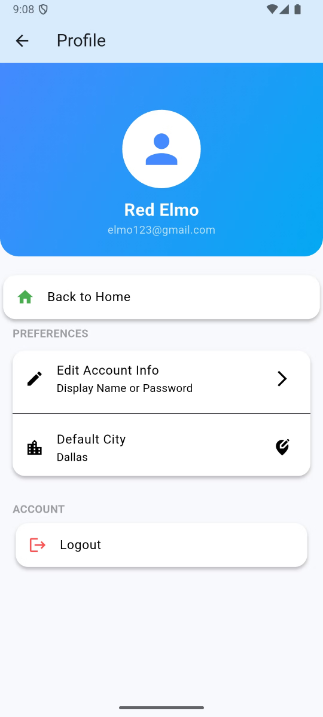 9:08
Profile
Red Elmo
elmo123@gmail.com
Back to Home
PREFERENCES
Edit Account Info
Display Name or Password
Default City
Dallas
ACCOUNT
Logout